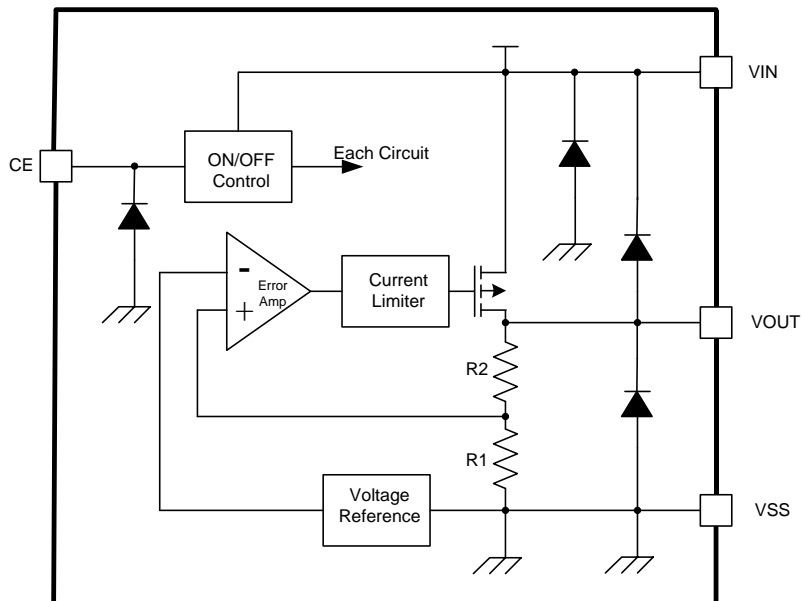 VIN
CE
ON/OFF
Control
Each Circuit
-
Error
Amp
+
Current
Limiter
VOUT
R2
R1
Voltage
Reference
VSS